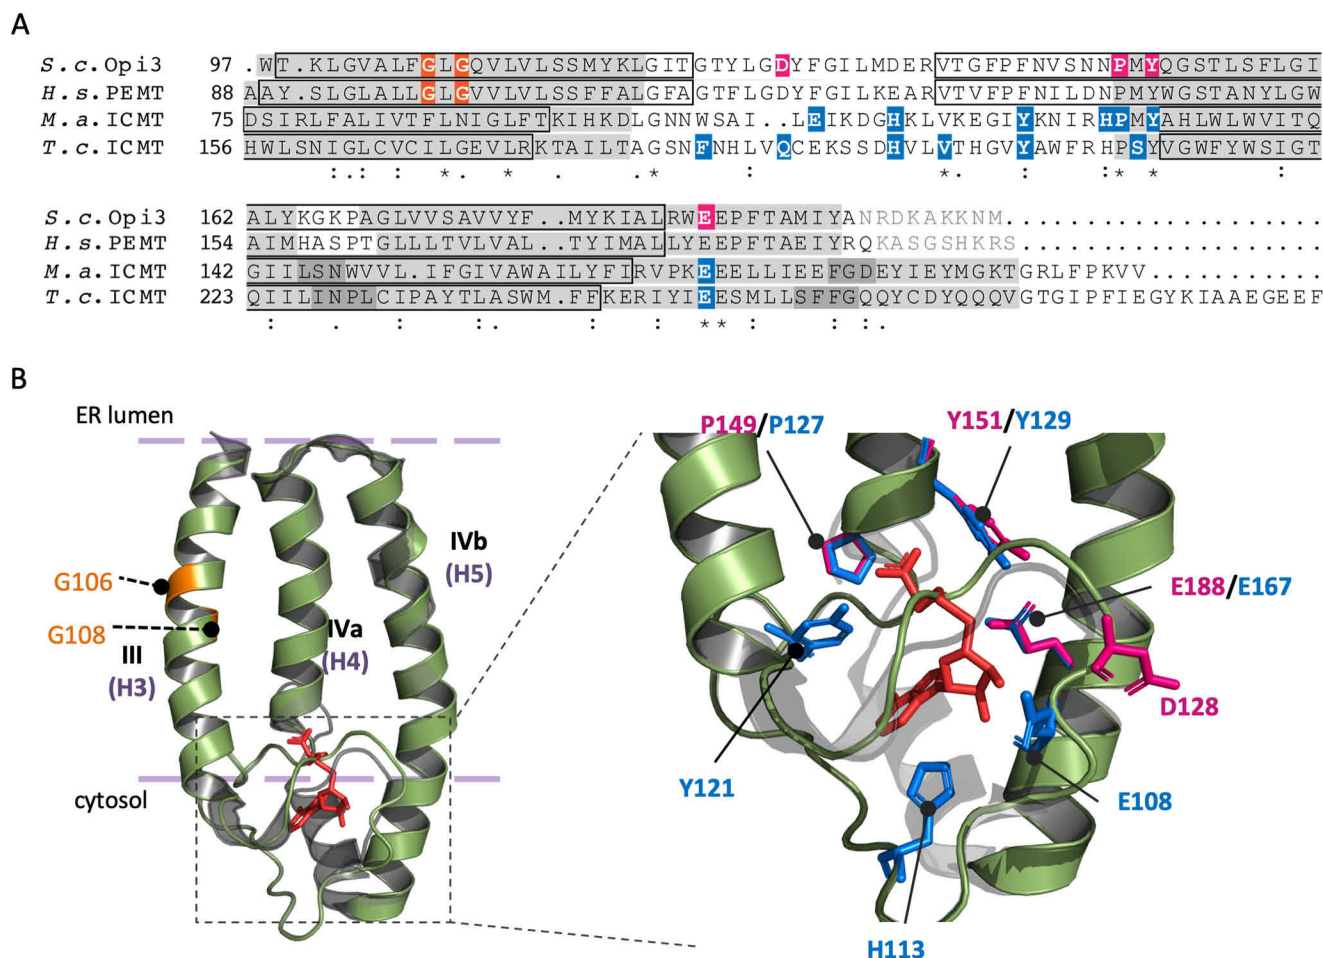 A
S.c.Opi3 97 .WT.KLGVALFGLGQVLVLSSMYKLGITGTYLGDYFGILMDERVTGFPFNVSNNPMYQGSTLSFLGI
H.s.PEMT 88 AAY.SLGLALLGLGVVLVLSSFFALGFAGTFLGDYFGILKEARVTVFPFNILDNPMYWGSTANYLGW
M.a.ICMT 75 DSIRLFALIVTFLNIGLFTKIHKDLGNNWSAI..LEIKDGHKLVKEGIYKNIRHPMYAHLWLWVITQ
T.c.ICMT 156 HWLSNIGLCVCILGEVLRKTAILTAGSNFNHLVQCEKSSDHVLVTHGVYAWFRHPSYVGWFYWSIGT
:.: : *. * .* : *. : :* * :
S.c.Opi3 162 ALYKGKPAGLVVSAVVYF..MYKIALRWEEPFTAMIYANRDKAKKNM....................
H.s.PEMT 154 AIMHASPTGLLLTVLVAL..TYIMALLYEEPFTAEIYRQKASGSHKRS...................
M.a.ICMT 142 GIILSNWVVLIFGIVAWAILYFIRVPKEEELLIEEFGDEYIEYMGKTGRLFPKVV...........
T.c.ICMT 223 QIILINPLCIPAYTLASWM.FFKERIYIEESMLLSFFGQQYCDYQQQVGTGIPFIEGYKIAAEGEEF
: . : :. : : ** : : :.
B
ER lumen
G106
G108
III
(H3)
IVa
(H4)
IVb
(H5)
cytosol
P149/P127
Y151/Y129
E188/E167
D128
Y121
E108
H113